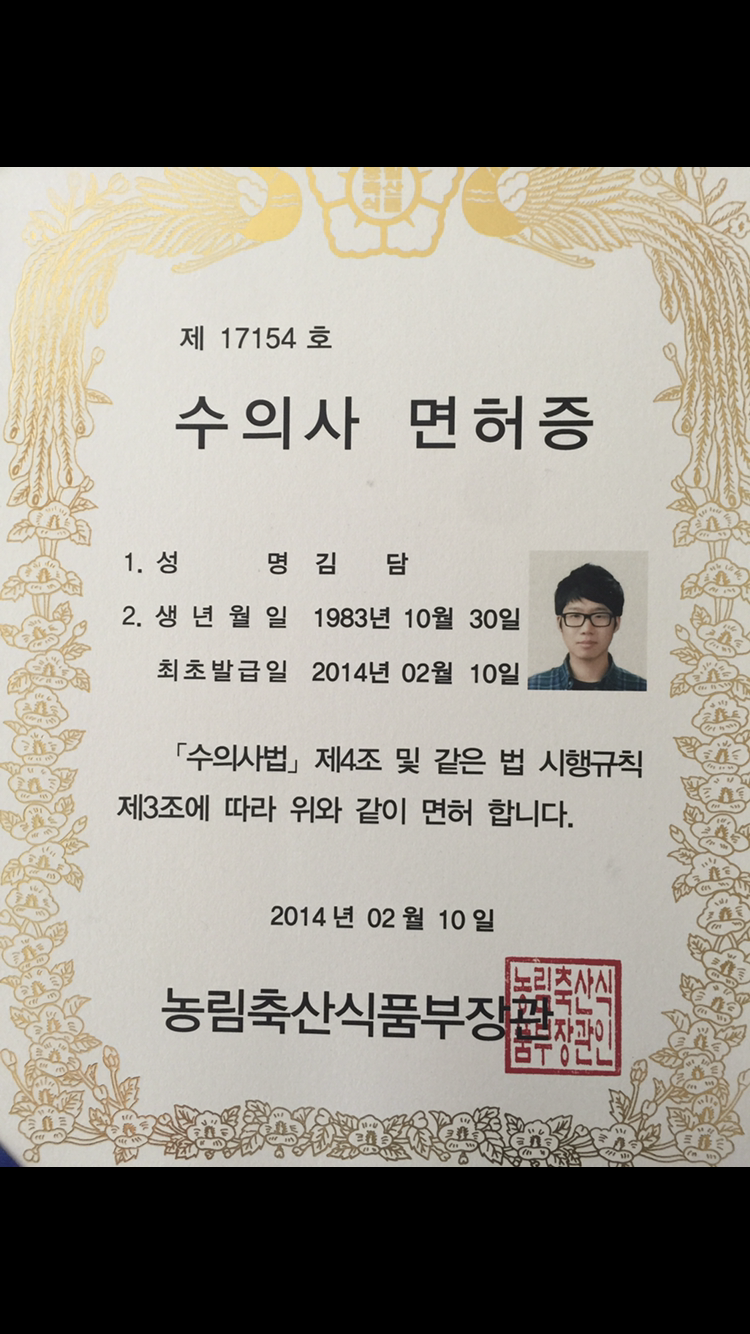 제 17154 호
수의사 면허증
1. 성 명 김 담
2. 생 년 월 일 1983년 10월 30일
최초발급일 2014년 02월 10일
「수의사법」 제4조 및 같은 법 시행규칙
제3조에 따라 위와 같이 면허 합니다.
2014 년 02 월 10 일
농림축산식품부장관
농림축산식
품부장관인